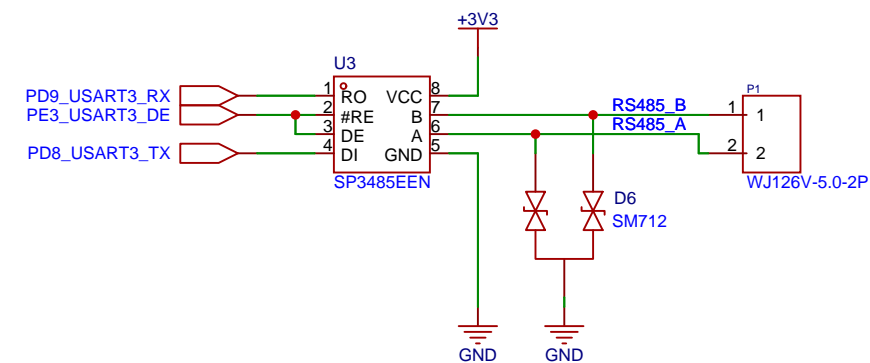 +3V3
U3
P1
PD9_USART3_RX
PE3_USART3_DE
PD8_USART3_TX
1 RO VCC 8
2 #RE B 7
3 DE A 6
4 DI GND 5
SP3485EEN
RS485_B
RS485_A
1 1
2 2
WJ126V-5.0-2P
D6
SM712
GND
GND